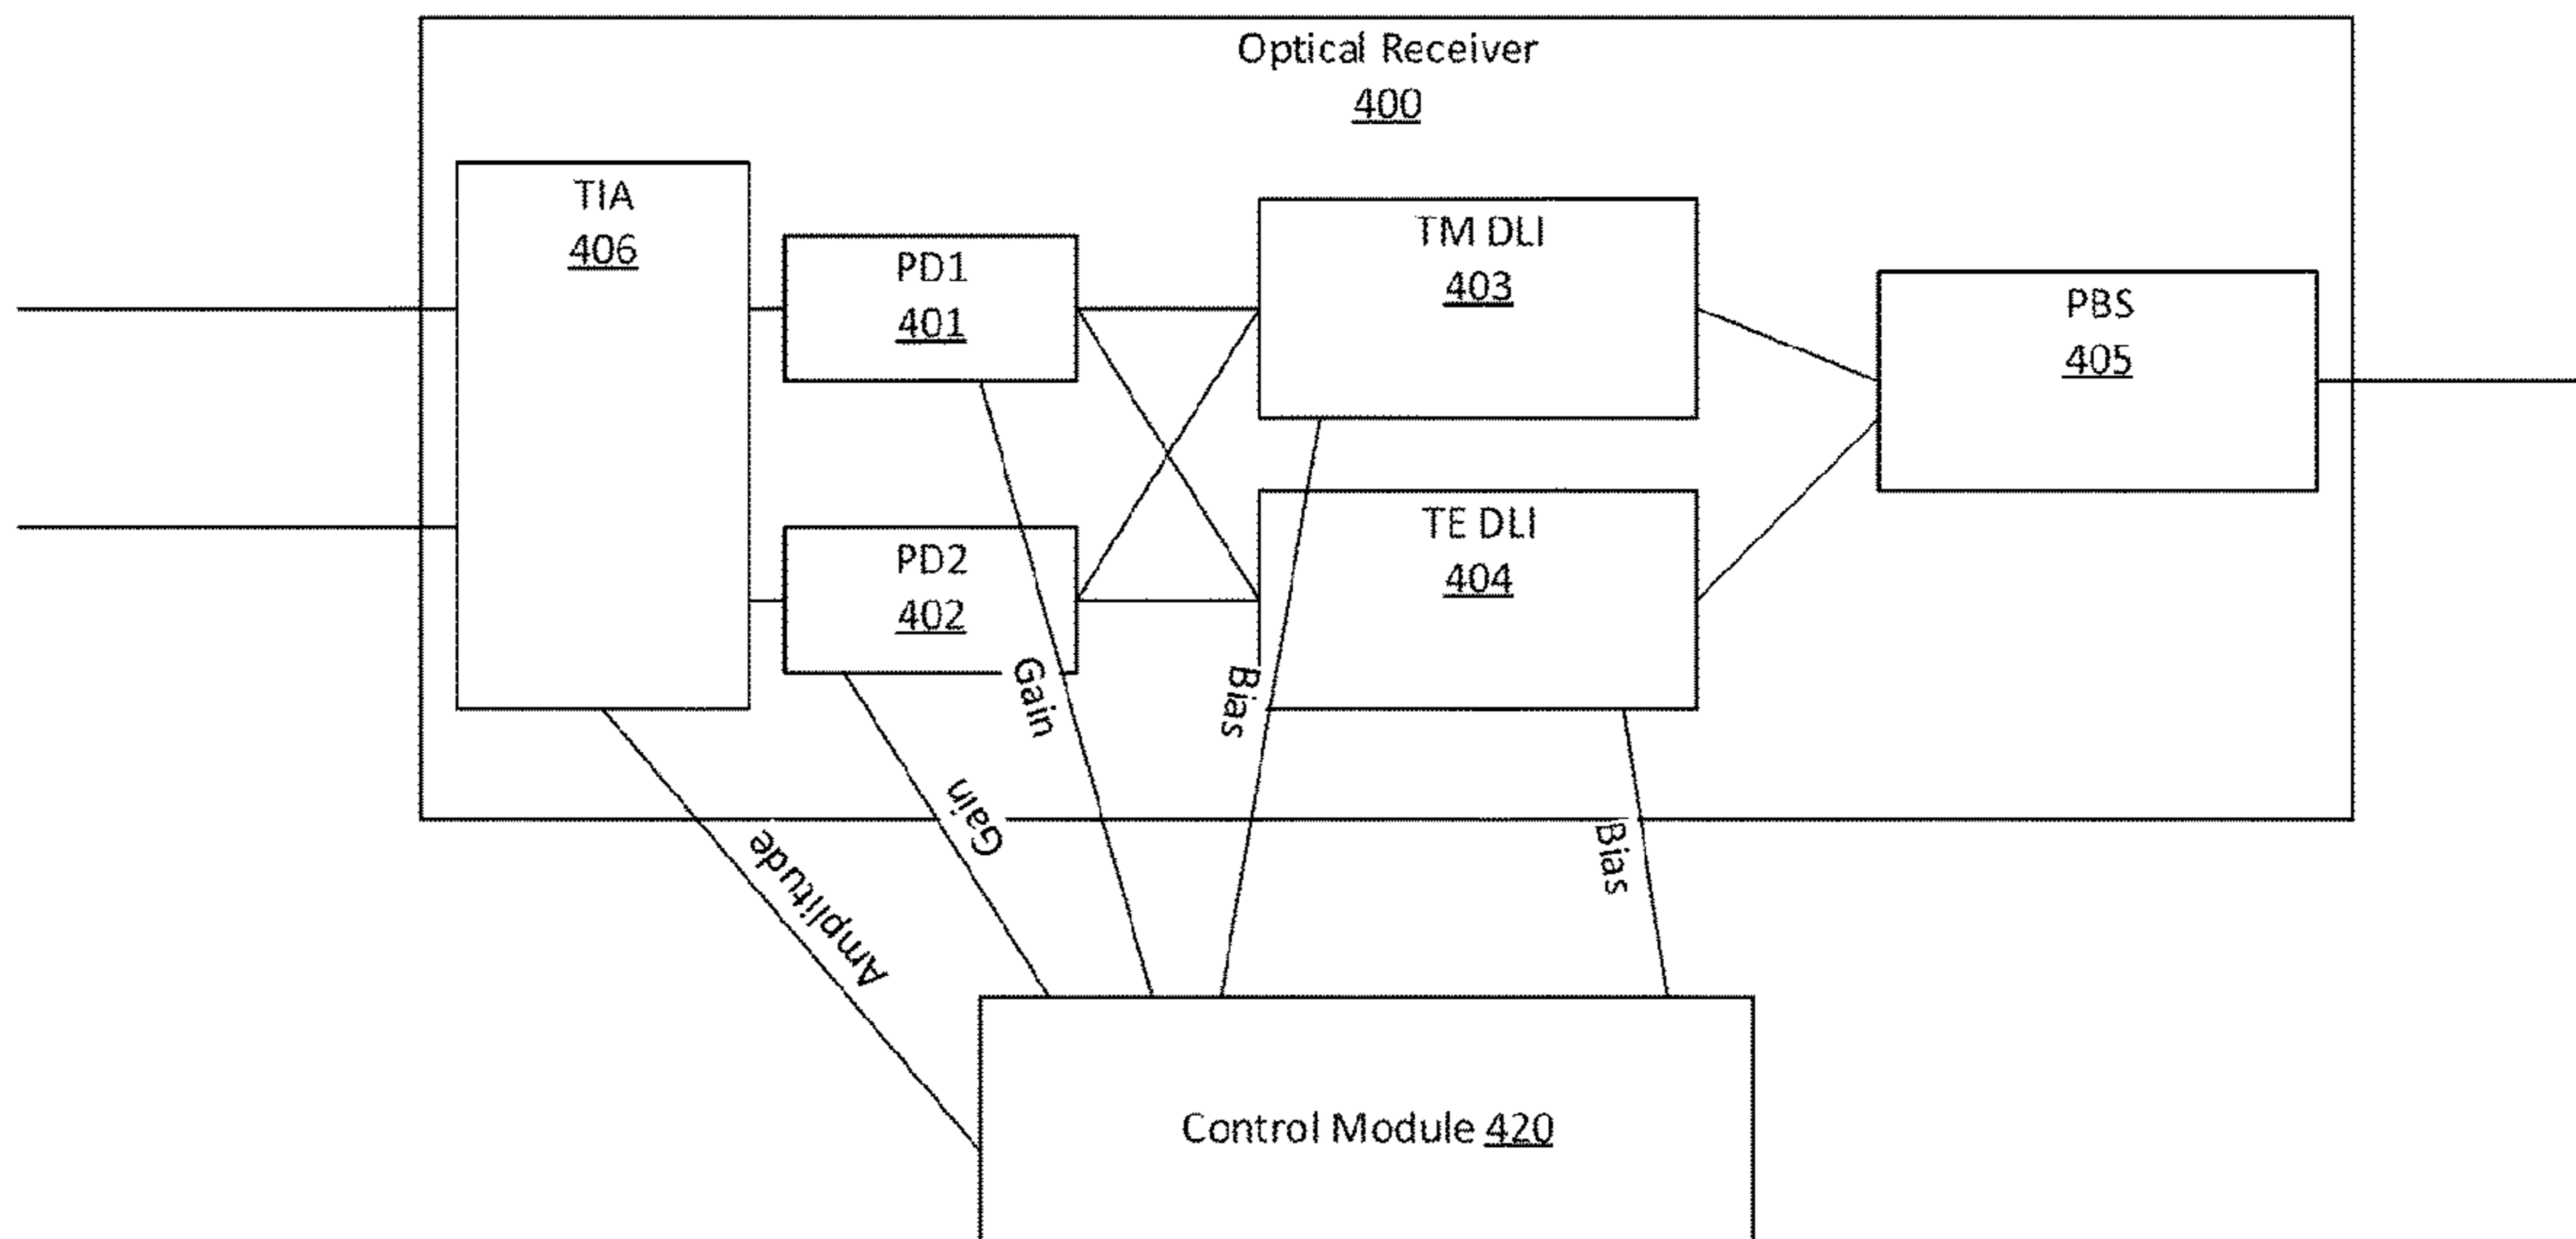 Optical Receiver
400
TIA
406
PD1
401
TM DLI
403
PBS
405
PD2
402
TE DLI
404
Gain
Bias
Gain
Amplitude
Bias
Control Module 420